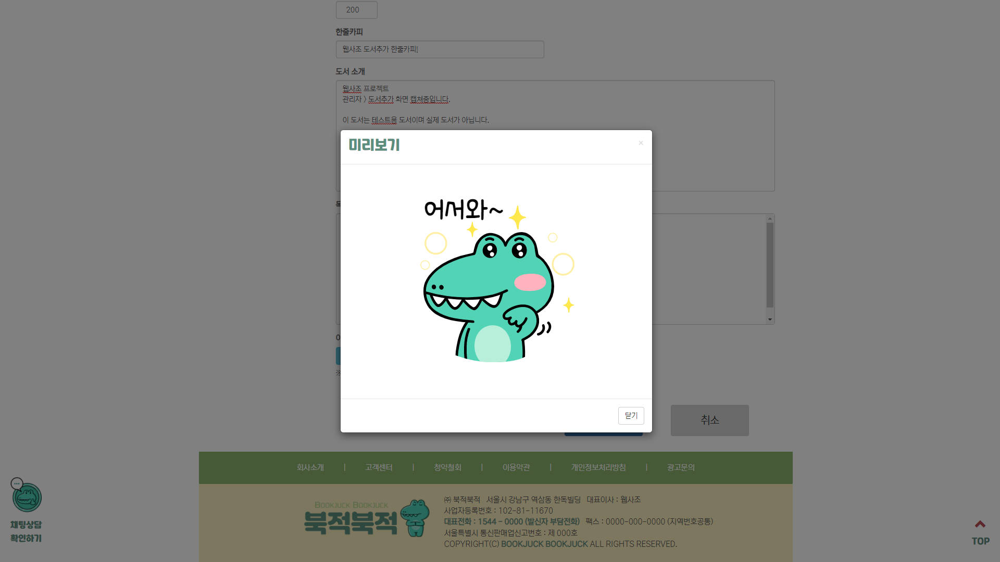 200
한줄카피
웹사조 도서추가 한줄카피!
도서 소개
웹사조 프로젝트
관리자 > 도서추가 화면 캡쳐중입니다.
이 도서는 테스트용 도서이며 실제 도서가 아닙니다.
미리보기
×
어서와~
닫기
취소
회사소개 | 고객센터 | 청약철회 | 이용약관 | 개인정보처리방침 | 광고문의
BOOKJUCK BOOKJUCK
북적북적
㈜ 북적북적 서울시 강남구 역삼동 한독빌딩 대표이사 : 웹사조
사업자등록번호 : 102-81-11670
대표전화 : 1544 - 0000 (발신자 부담전화) 팩스 : 0000-000-0000 (지역번호공통)
서울특별시 통신판매업신고번호 : 제 000호
COPYRIGHT(C) BOOKJUCK BOOKJUCK ALL RIGHTS RESERVED.
채팅상담
확인하기
TOP